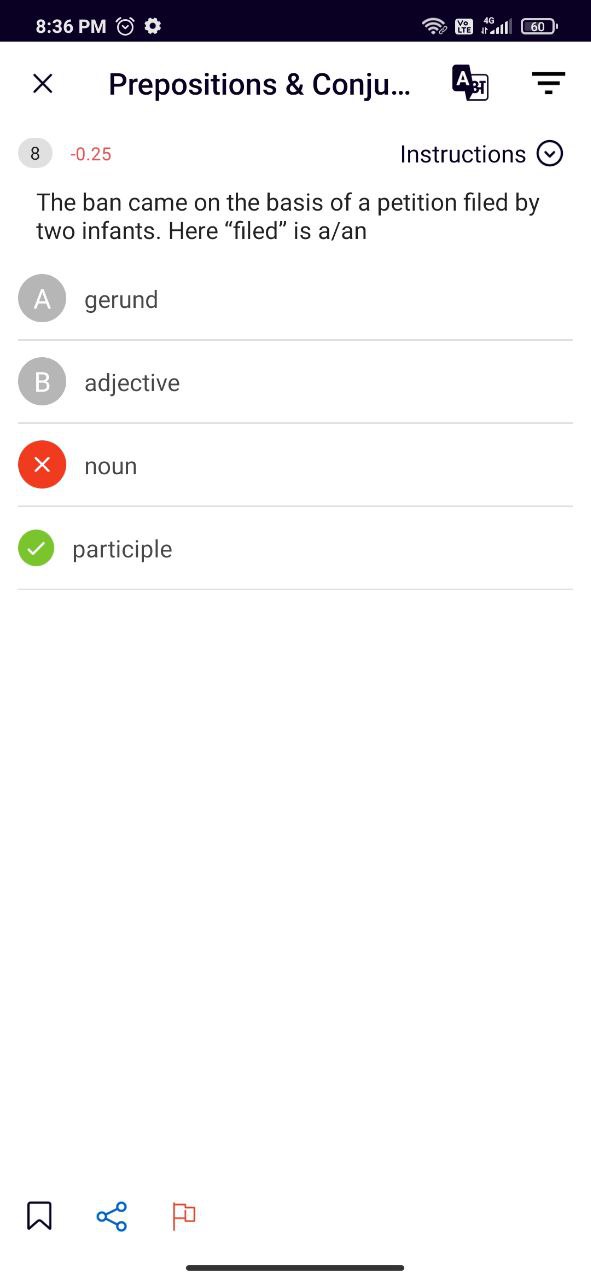 8:36 PM
Vo LTE 4G 60
Prepositions & Conju...
A
8 -0.25 Instructions
The ban came on the basis of a petition filed by
two infants. Here “filed” is a/an
A gerund
B adjective
noun
participle